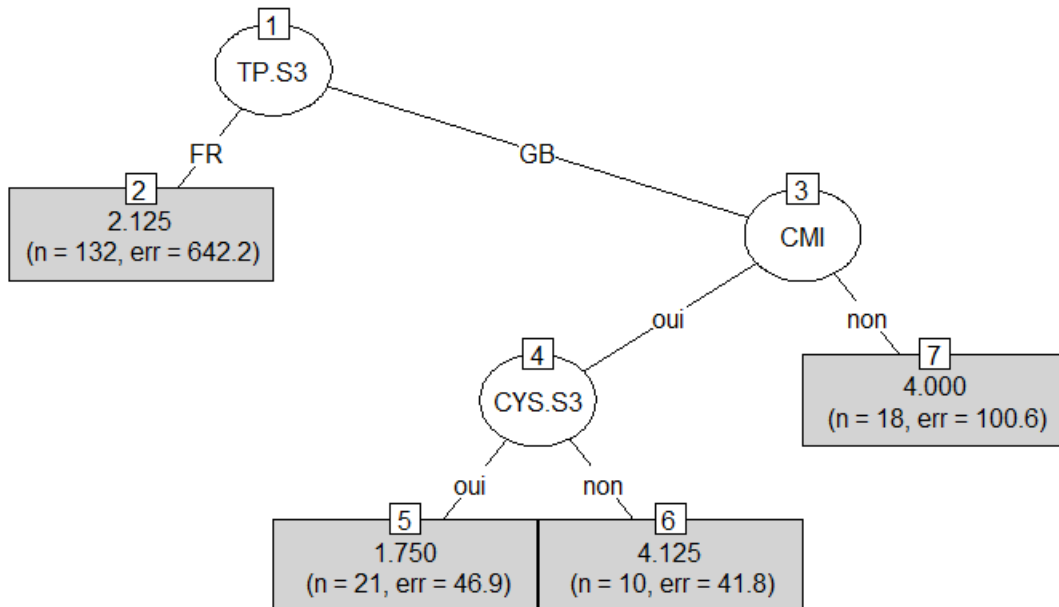 1
TP.S3
FR
GB
2
2.125
(n = 132, err = 642.2)
3
CMI
oui
non
4
CYS.S3
7
4.000
(n = 18, err = 100.6)
oui
non
5
1.750
(n = 21, err = 46.9)
6
4.125
(n = 10, err = 41.8)